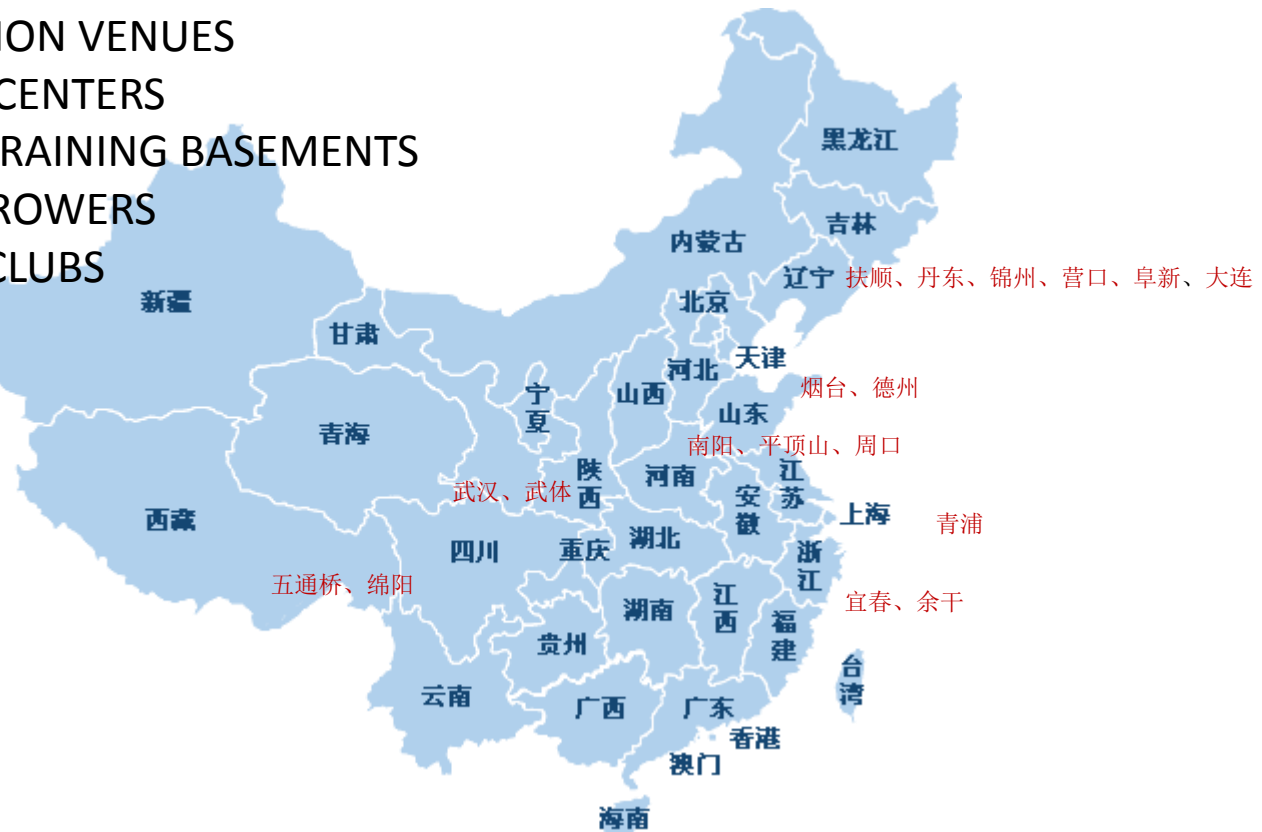 ION VENUES
CENTERS
RAINING BASEMENTS
ROWERS
CLUBS
黑龙江
吉林
内蒙古
辽宁
扶顺、丹东、锦州、营口、阜新、大连
北京
新疆
甘肃
天津
河北
宁夏
山西
烟台、德州
山东
青海
南阳、平顶山、周口
陕西
河南
江苏
武汉、武体
安徽
上海
青浦
西藏
湖北
四川
重庆
浙江
五通桥、绵阳
宜春、余干
湖南
江西
福建
贵州
台湾
云南
广西
广东
香港
澳门
海南